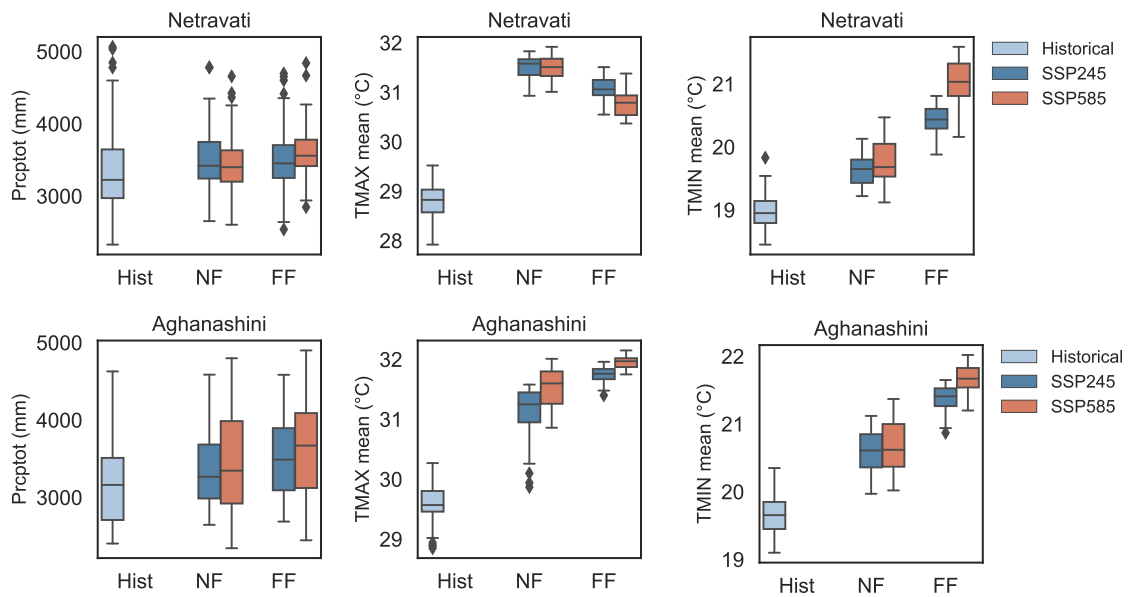 Netravati
Prcptot (mm)
5000
4000
3000
Hist NF FF
Netravati
TMAX mean (°C)
32
31
30
29
28
Hist NF FF
Netravati
TMIN mean (°C)
21
20
19
Hist NF FF
Historical
SSP245
SSP585
Aghanashini
Prcptot (mm)
5000
4000
3000
Hist NF FF
Aghanashini
TMAX mean (°C)
32
31
30
29
Hist NF FF
Aghanashini
TMIN mean (°C)
22
21
20
19
Hist NF FF
Historical
SSP245
SSP585